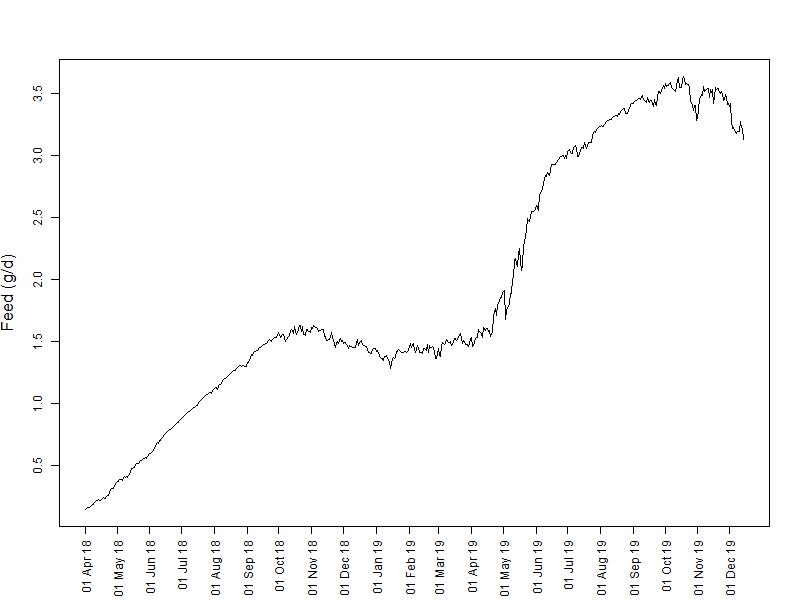 Feed (g/d)
3.5
3.0
2.5
2.0
1.5
1.0
0.5
01 Apr 18
01 May 18
01 Jun 18
01 Jul 18
01 Aug 18
01 Sep 18
01 Oct 18
01 Nov 18
01 Dec 18
01 Jan 19
01 Feb 19
01 Mar 19
01 Apr 19
01 May 19
01 Jun 19
01 Jul 19
01 Aug 19
01 Sep 19
01 Oct 19
01 Nov 19
01 Dec 19